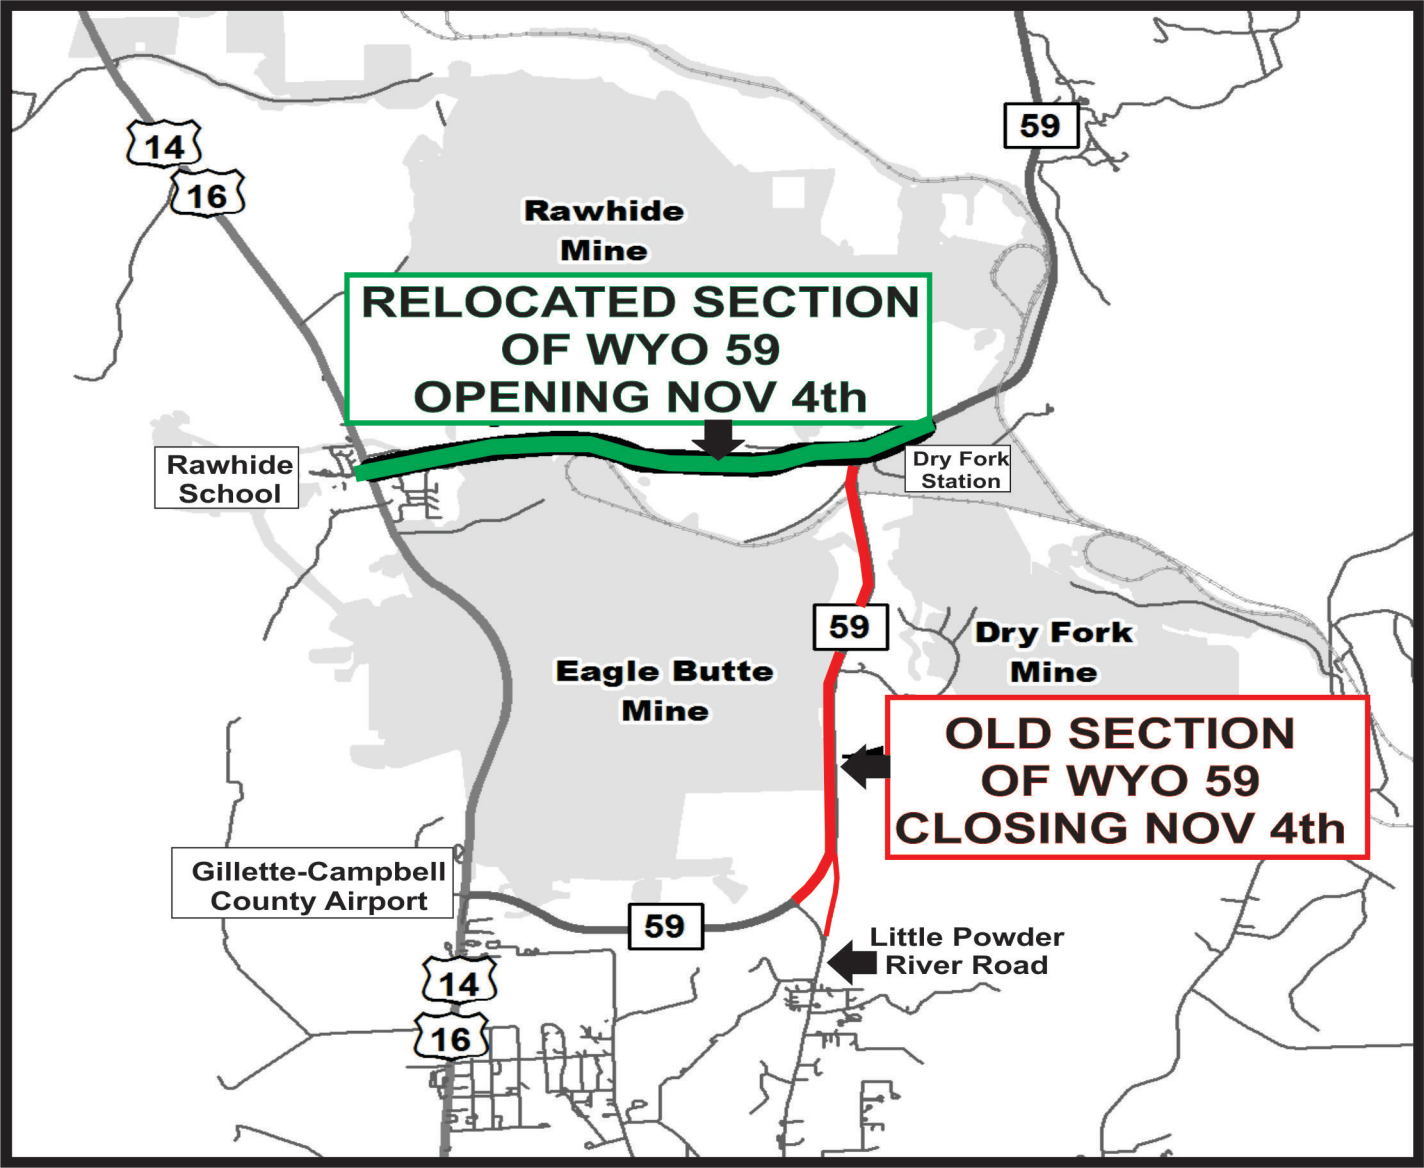 14
16
59
Rawhide
Mine
RELOCATED SECTION
OF WYO 59
OPENING NOV 4th
Rawhide
School
Dry Fork
Station
59
Dry Fork
Mine
Eagle Butte
Mine
OLD SECTION
OF WYO 59
CLOSING NOV 4th
Gillette-Campbell
County Airport
59
Little Powder
River Road
14
16